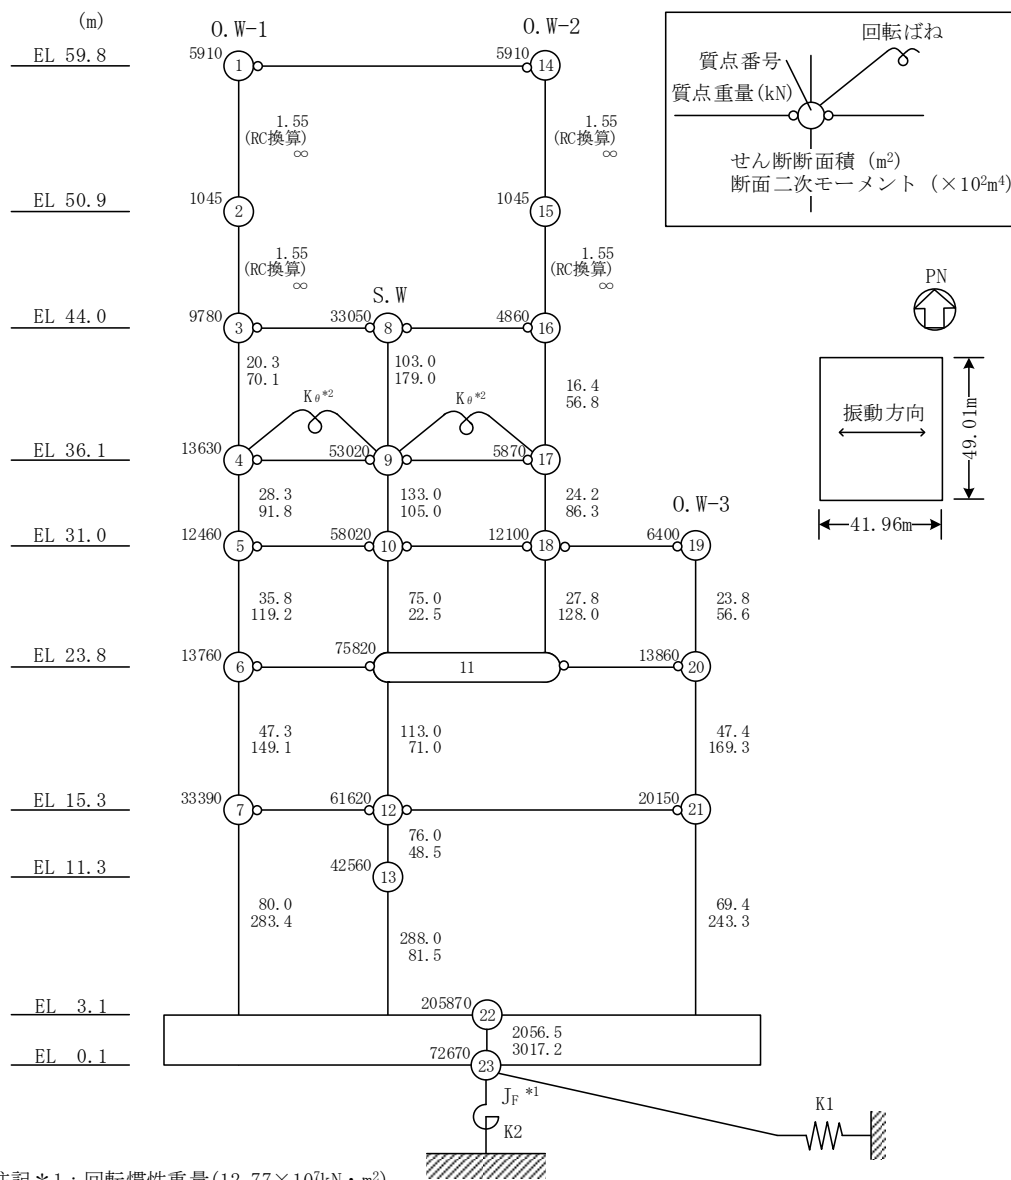 (m)
O.W-1
O.W-2
EL 59.8
5910
1
5910
14
1.55
(RC換算)
∞
1.55
(RC換算)
∞
EL 50.9
1045
2
1045
15
1.55
(RC換算)
∞
1.55
(RC換算)
∞
S.W
EL 44.0
9780
3
33050
8
4860
16
20.3
70.1
103.0
179.0
16.4
56.8
Kθ*2
Kθ*2
EL 36.1
13630
4
53020
9
5870
17
28.3
91.8
133.0
105.0
24.2
86.3
O.W-3
EL 31.0
12460
5
58020
10
12100
18
6400
19
35.8
119.2
75.0
22.5
27.8
128.0
23.8
56.6
EL 23.8
13760
6
75820
11
13860
20
47.3
149.1
113.0
71.0
47.4
169.3
EL 15.3
33390
7
61620
12
20150
21
76.0
48.5
EL 11.3
42560
13
80.0
283.4
288.0
81.5
69.4
243.3
EL 3.1
205870
22
2056.5
3017.2
EL 0.1
72670
23
JF *1
K2
K1
回転ばね
質点番号
質点重量(kN)
せん断断面積 (m²)
断面二次モーメント (×10²m⁴)
PN
振動方向
49.01m
41.96m
注記*1:回転慣性重量(12.77×10⁷kN・m²)